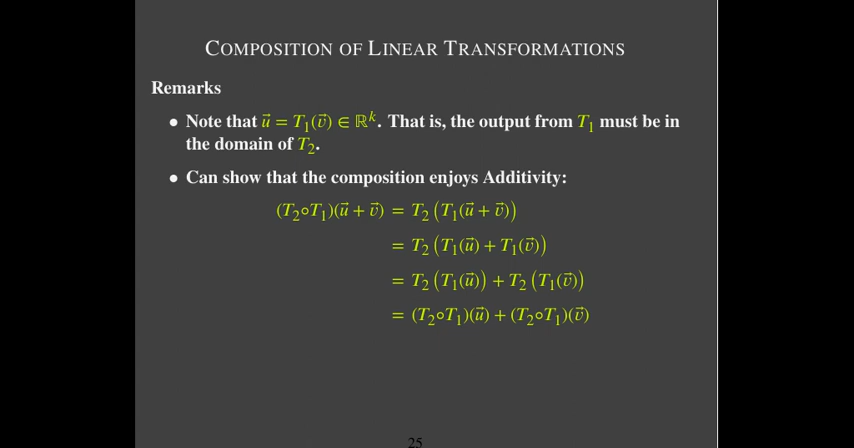 COMPOSITION OF LINEAR TRANSFORMATIONS
Remarks
• Note that u⃗ = T₁(v⃗) ∈ ℝᵏ. That is, the output from T₁ must be in
the domain of T₂.
• Can show that the composition enjoys Additivity:
(T₂∘T₁)(u⃗ + v⃗) = T₂ (T₁(u⃗ + v⃗))
= T₂ (T₁(u⃗) + T₁(v⃗))
= T₂ (T₁(u⃗)) + T₂ (T₁(v⃗))
= (T₂∘T₁)(u⃗) + (T₂∘T₁)(v⃗)
25